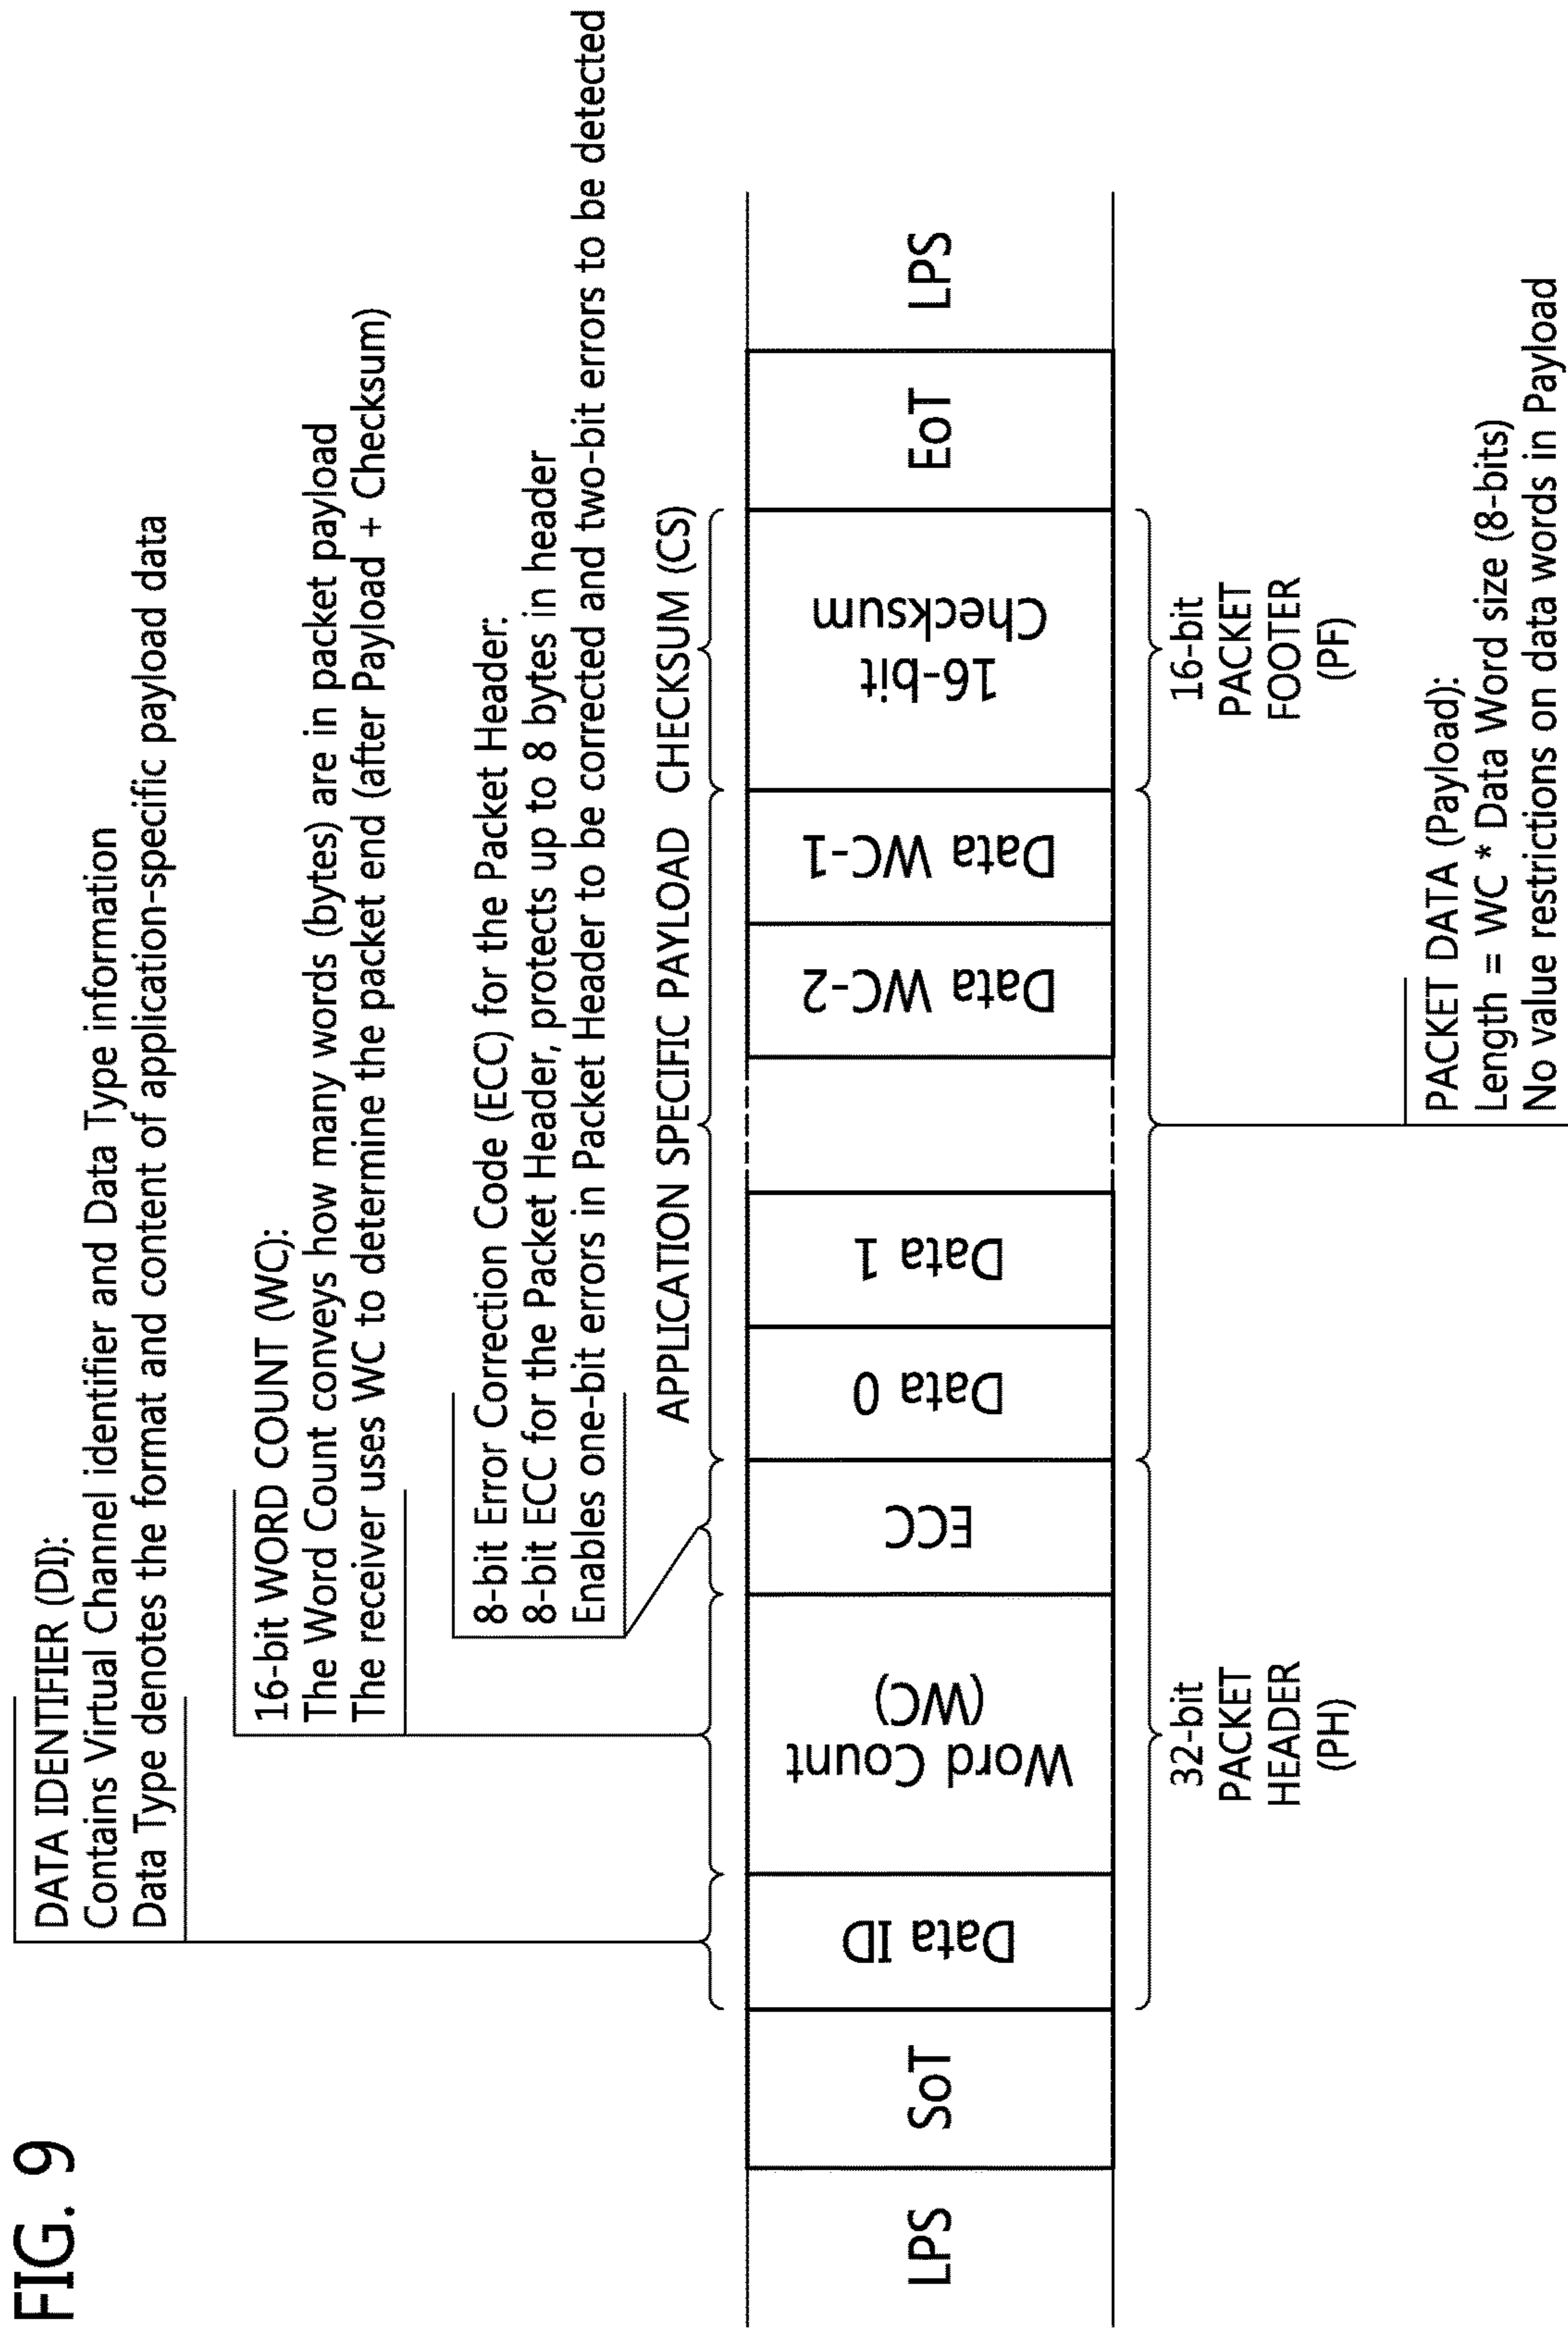 FIG. 9
DATA IDENTIFIER (DI):
Contains Virtual Channel identifier and Data Type information
Data Type denotes the format and content of application-specific payload data
16-bit WORD COUNT (WC):
The Word Count conveys how many words (bytes) are in packet payload
The receiver uses WC to determine the packet end (after Payload + Checksum)
8-bit Error Correction Code (ECC) for the Packet Header:
8-bit ECC for the Packet Header, protects up to 8 bytes in header
Enables one-bit errors in Packet Header to be corrected and two-bit errors to be detected
APPLICATION SPECIFIC PAYLOAD
CHECKSUM (CS)
LPS
SoT
Data ID
Word Count
(WC)
ECC
Data 0
Data 1
Data WC-2
Data WC-1
16-bit
Checksum
EoT
LPS
32-bit
PACKET
HEADER
(PH)
16-bit
PACKET
FOOTER
(PF)
PACKET DATA (Payload):
Length = WC * Data Word size (8-bits)
No value restrictions on data words in Payload